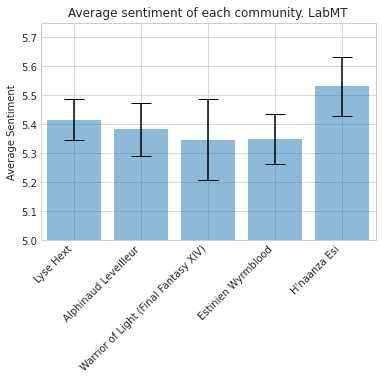 Average sentiment of each community. LabMT
Average Sentiment
5.7
5.6
5.5
5.4
5.3
5.2
5.1
5.0
Lyse Hext
Alphinaud Leveilleur
Warrior of Light (Final Fantasy XIV)
Estinien Wyrmblood
H'naanza Esi